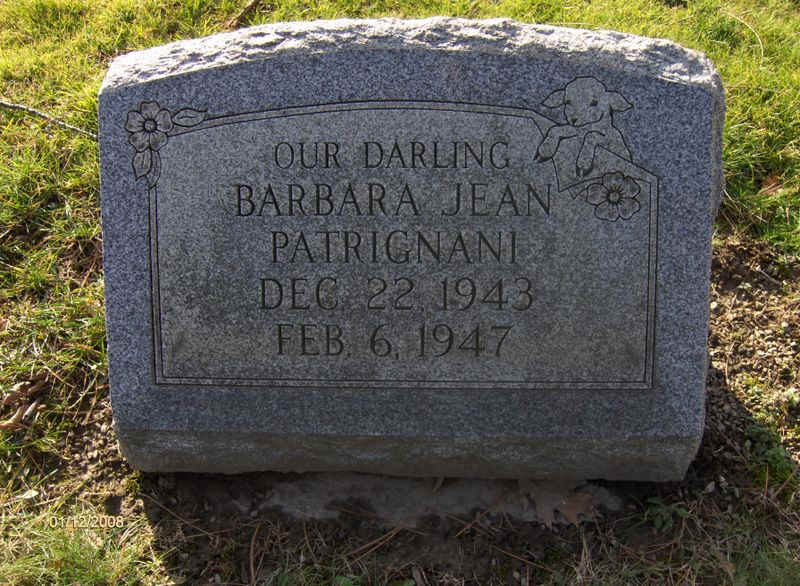 OUR DARLING
BARBARA JEAN
PATRIGNANI
DEC. 22, 1943
FEB. 6, 1947
01/12/2008